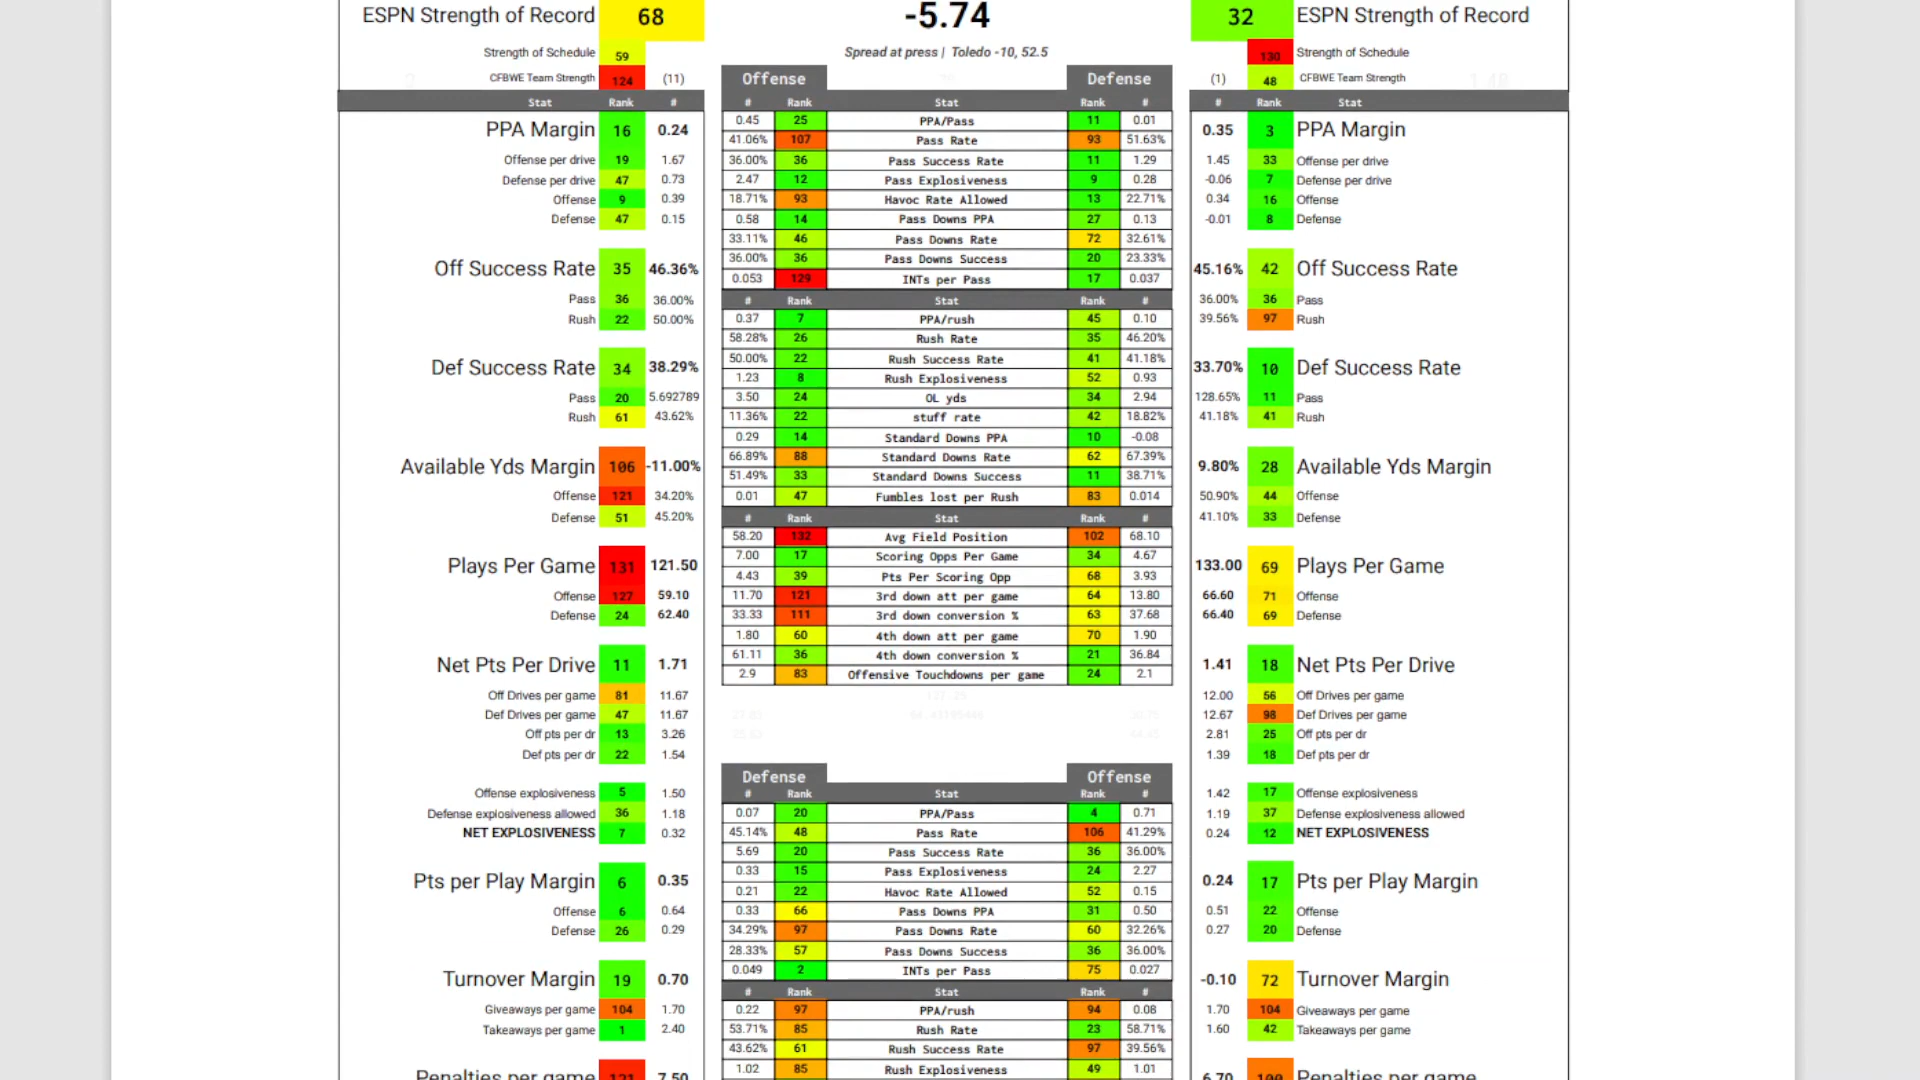 ESPN Strength of Record 68 -5.74 32 ESPN Strength of Record
Strength of Schedule 59 Spread at press | Toledo -10, 52.5 130 Strength of Schedule
CFBWE Team Strength 124 (11) Offense Defense (1) 48 CFBWE Team Strength
Stat Rank # # Rank Stat Rank # # Rank Stat
PPA Margin 16 0.24 0.45 25 PPA/Pass 11 0.01 0.35 3 PPA Margin
41.06% 107 Pass Rate 93 51.63%
Offense per drive 19 1.67 36.00% 36 Pass Success Rate 11 1.29 1.45 33 Offense per drive
Defense per drive 47 0.73 2.47 12 Pass Explosiveness 9 0.28 -0.06 7 Defense per drive
Offense 9 0.39 18.71% 93 Havoc Rate Allowed 13 22.71% 0.34 16 Offense
Defense 47 0.15 0.58 14 Pass Downs PPA 27 0.13 -0.01 8 Defense
33.11% 46 Pass Downs Rate 72 32.61%
Off Success Rate 35 46.36% 36.00% 36 Pass Downs Success 20 23.33% 45.16% 42 Off Success Rate
0.053 129 INTs per Pass 17 0.037
Pass 36 36.00% # Rank Stat Rank # 36.00% 36 Pass
Rush 22 50.00% 0.37 7 PPA/rush 45 0.10 39.56% 97 Rush
58.28% 26 Rush Rate 35 46.20%
Def Success Rate 34 38.29% 50.00% 22 Rush Success Rate 41 41.18% 33.70% 10 Def Success Rate
1.23 8 Rush Explosiveness 52 0.93
Pass 20 5.692789 3.50 24 OL yds 34 2.94 128.65% 11 Pass
Rush 61 43.62% 11.36% 22 stuff rate 42 18.82% 41.18% 41 Rush
0.29 14 Standard Downs PPA 10 -0.08
Available Yds Margin 106 -11.00% 66.89% 88 Standard Downs Rate 62 67.39% 9.80% 28 Available Yds Margin
51.49% 33 Standard Downs Success 11 38.71%
Offense 121 34.20% 0.01 47 Fumbles lost per Rush 83 0.014 50.90% 44 Offense
Defense 51 45.20% # Rank Stat Rank # 41.10% 33 Defense
58.20 132 Avg Field Position 102 68.10
Plays Per Game 131 121.50 7.00 17 Scoring Opps Per Game 34 4.67 133.00 69 Plays Per Game
4.43 39 Pts Per Scoring Opp 68 3.93
Offense 127 59.10 11.70 121 3rd down att per game 64 13.80 66.60 71 Offense
Defense 24 62.40 33.33 111 3rd down conversion % 63 37.68 66.40 69 Defense
1.80 60 4th down att per game 70 1.90
Net Pts Per Drive 11 1.71 61.11 36 4th down conversion % 21 36.84 1.41 18 Net Pts Per Drive
2.9 83 Offensive Touchdowns per game 24 2.1
Off Drives per game 81 11.67 12.00 56 Off Drives per game
Def Drives per game 47 11.67 12.67 98 Def Drives per game
Off pts per dr 13 3.26 2.81 25 Off pts per dr
Def pts per dr 22 1.54 1.39 18 Def pts per dr
Defense Offense
Offense explosiveness 5 1.50 # Rank Stat Rank # 1.42 17 Offense explosiveness
Defense explosiveness allowed 36 1.18 0.07 20 PPA/Pass 4 0.71 1.19 37 Defense explosiveness allowed
NET EXPLOSIVENESS 7 0.32 45.14% 48 Pass Rate 106 41.29% 0.24 12 NET EXPLOSIVENESS
5.69 20 Pass Success Rate 36 36.00%
0.33 15 Pass Explosiveness 24 2.27
Pts per Play Margin 6 0.35 0.21 22 Havoc Rate Allowed 52 0.15 0.24 17 Pts per Play Margin
Offense 6 0.64 0.33 66 Pass Downs PPA 31 0.50 0.51 22 Offense
Defense 26 0.29 34.29% 97 Pass Downs Rate 60 32.26% 0.27 20 Defense
28.33% 57 Pass Downs Success 36 36.00%
Turnover Margin 19 0.70 0.049 2 INTs per Pass 75 0.027 -0.10 72 Turnover Margin
# Rank Stat Rank #
Giveaways per game 104 1.70 0.22 97 PPA/rush 94 0.08 1.70 104 Giveaways per game
Takeaways per game 1 2.40 53.71% 85 Rush Rate 23 58.71% 1.60 42 Takeaways per game
43.62% 61 Rush Success Rate 97 39.56%
Penalties per game 121 7.50 1.02 85 Rush Explosiveness 49 1.01 6.70 100 Penalties per game